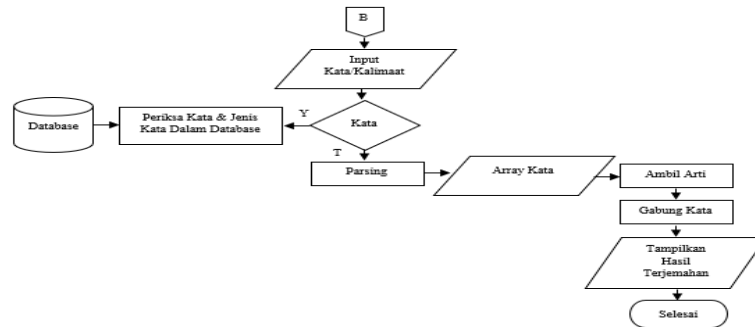 B
Input
Kata/Kalimaat
Database
Periksa Kata & Jenis
Kata Dalam Database
Y
Kata
T
Parsing
Array Kata
Ambil Arti
Gabung Kata
Tampilkan
Hasil
Terjemahan
Selesai